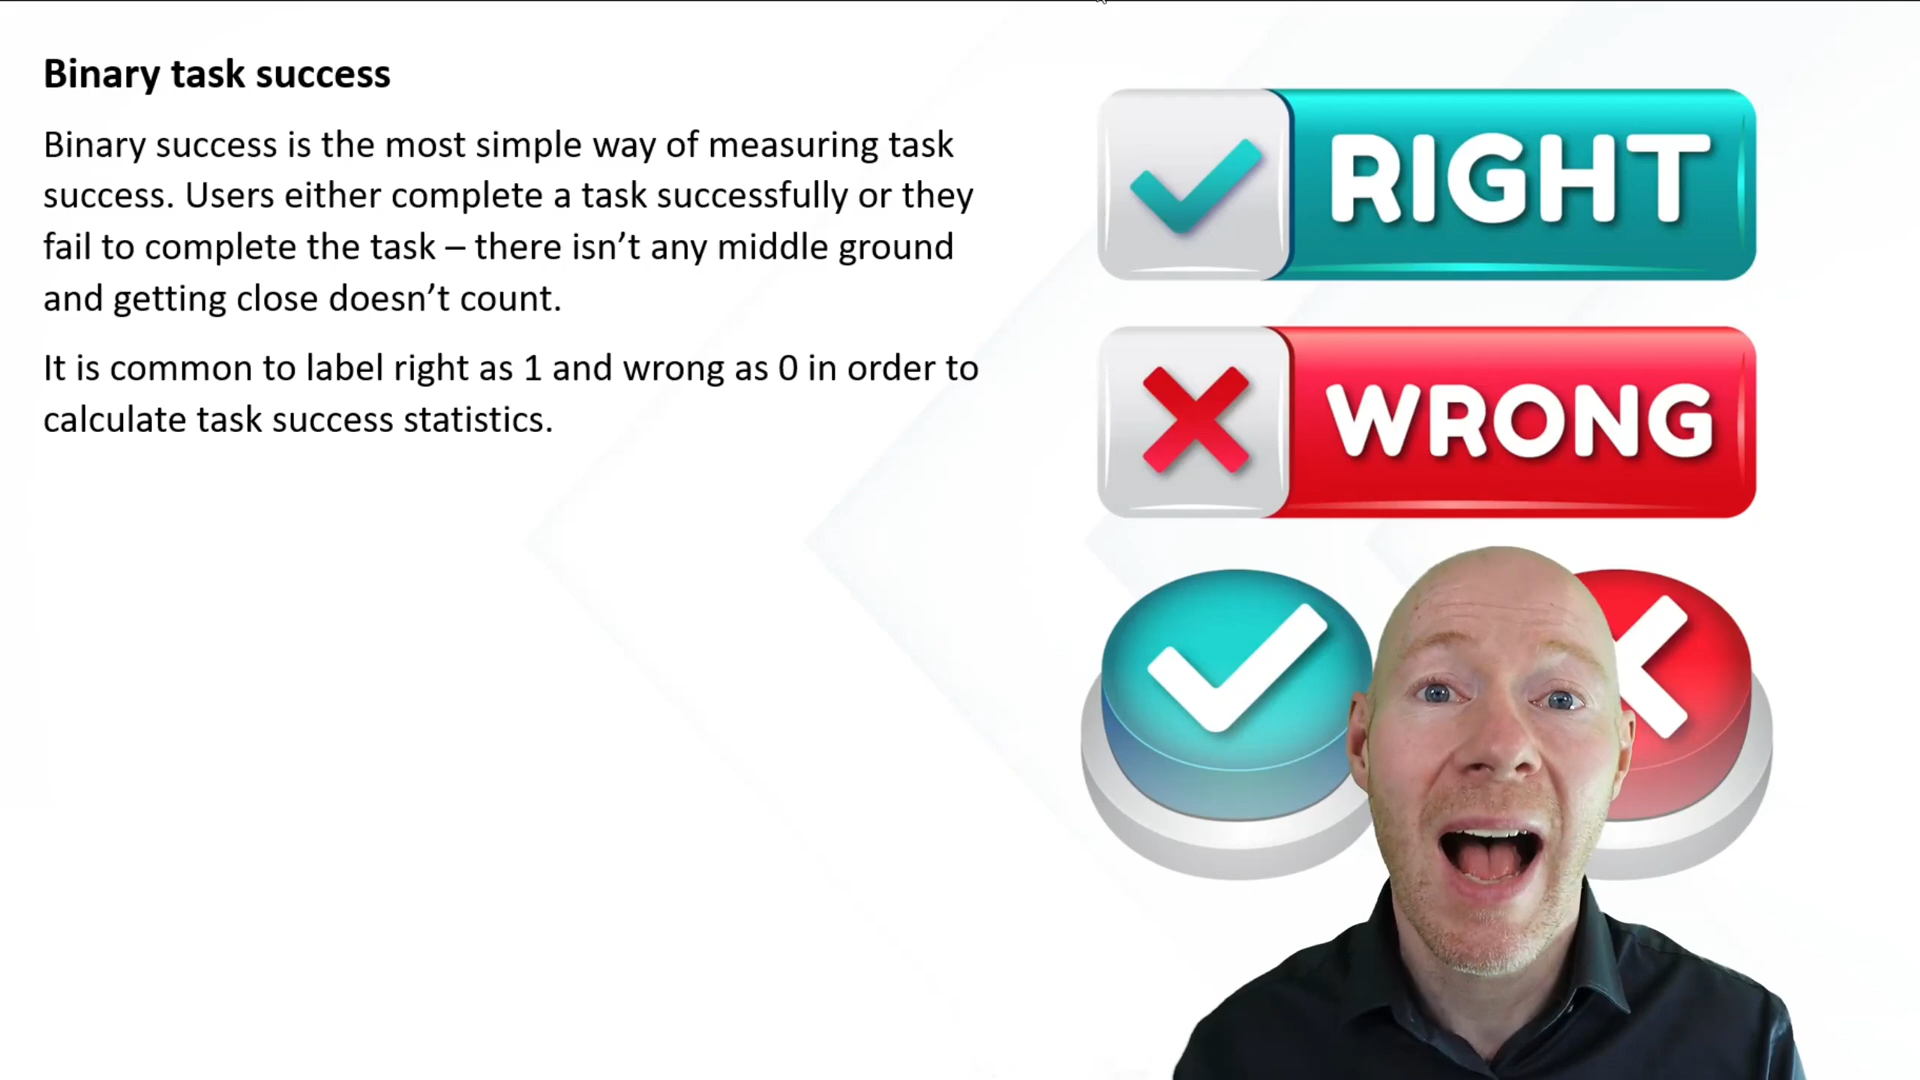 Binary task success
Binary success is the most simple way of measuring task
success. Users either complete a task successfully or they
fail to complete the task – there isn’t any middle ground
and getting close doesn’t count.
It is common to label right as 1 and wrong as 0 in order to
calculate task success statistics.
RIGHT
WRONG